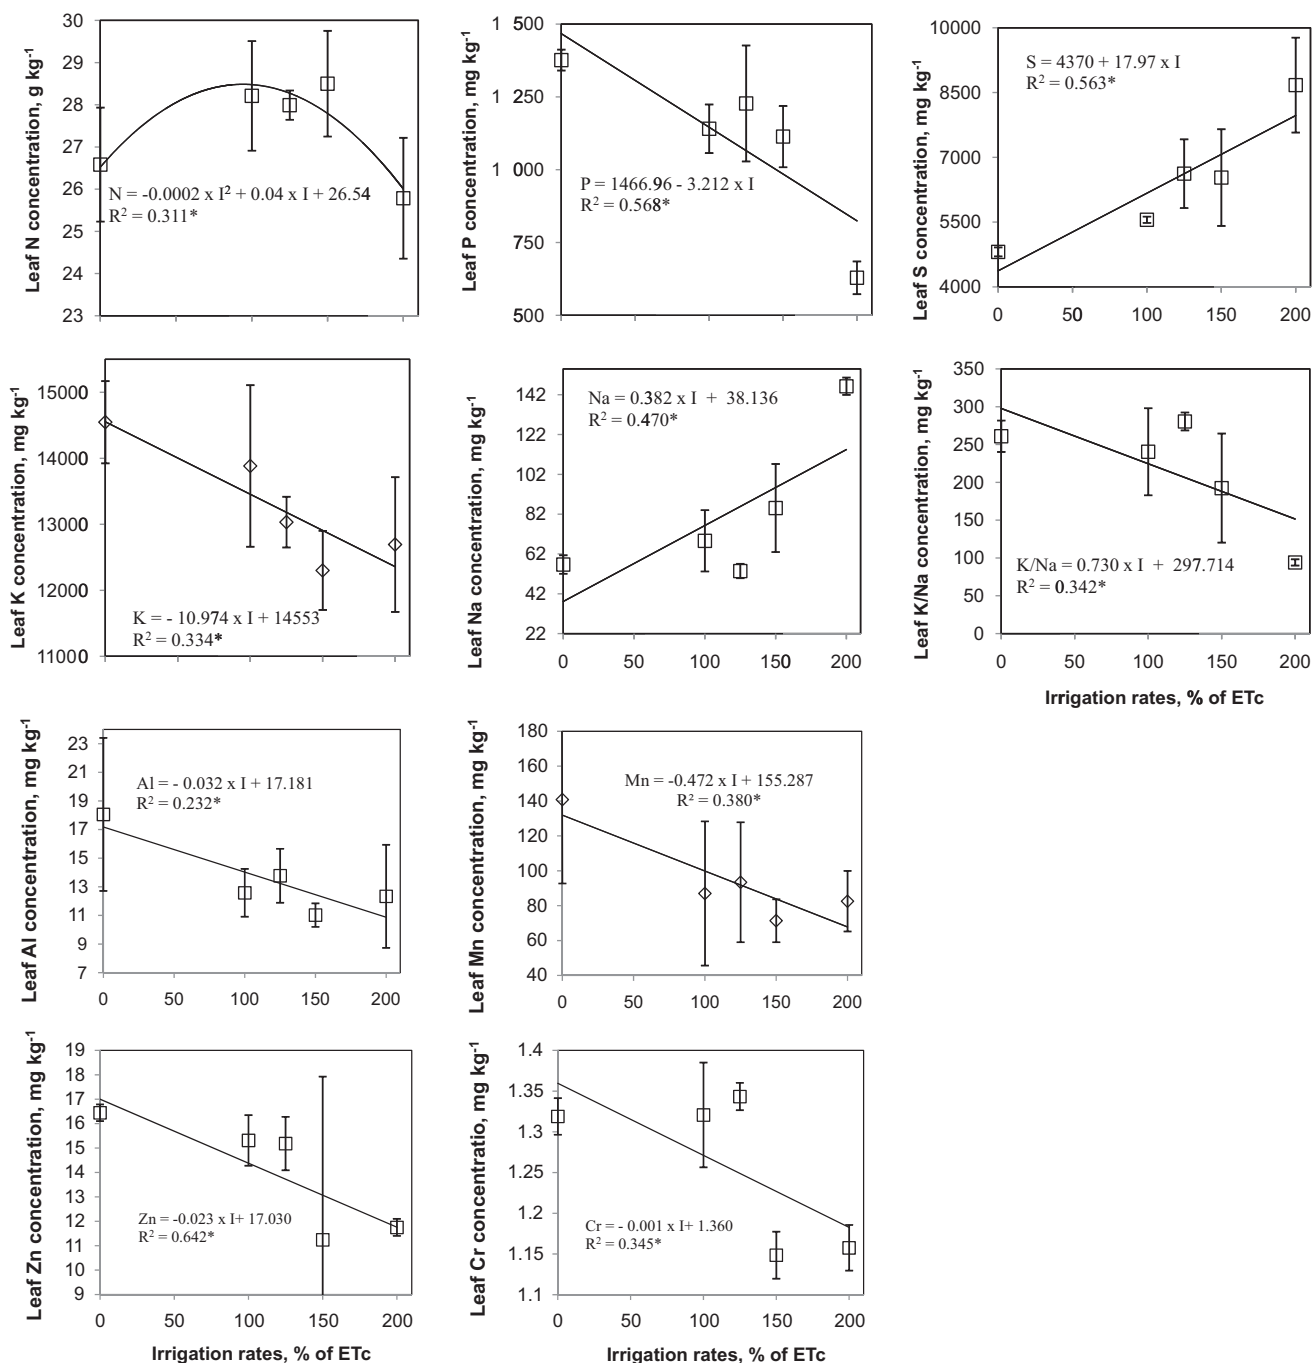 Leaf N concentration, g kg-1
30
29
28
27
26
25
24
23
N = -0.0002 x I2 + 0.04 x I + 26.54
R2 = 0.311*
Leaf P concentration, mg kg-1
1 500
1 250
1 000
750
500
P = 1466.96 - 3.212 x I
R2 = 0.568*
Leaf S concentration, mg kg-1
10000
8500
7000
5500
4000
S = 4370 + 17.97 x I
R2 = 0.563*
0 50 100 150 200
Leaf K concentration, mg kg-1
15000
14000
13000
12000
11000
K = - 10.974 x I + 14553
R2 = 0.334*
Leaf Na concentration, mg kg-1
142
122
102
82
62
42
22
Na = 0.382 x I + 38.136
R2 = 0.470*
0 50 100 150 200
Leaf K/Na concentration, mg kg-1
350
300
250
200
150
100
50
0
K/Na = 0.730 x I + 297.714
R2 = 0.342*
0 50 100 150 200
Irrigation rates, % of ETc
Leaf Al concentration, mg kg-1
23
21
19
17
15
13
11
9
7
Al = - 0.032 x I + 17.181
R2 = 0.232*
0 50 100 150 200
Leaf Mn concentration, mg kg-1
180
160
140
120
100
80
60
40
Mn = -0.472 x I + 155.287
R2 = 0.380*
0 50 100 150 200
Leaf Zn concentration, mg kg-1
19
18
17
16
15
14
13
12
11
10
9
Zn = -0.023 x I+ 17.030
R2 = 0.642*
0 50 100 150 200
Irrigation rates, % of ETc
Leaf Cr concentratio, mg kg-1
1.4
1.35
1.3
1.25
1.2
1.15
1.1
Cr = - 0.001 x I+ 1.360
R2 = 0.345*
0 50 100 150 200
Irrigation rates, % of ETc